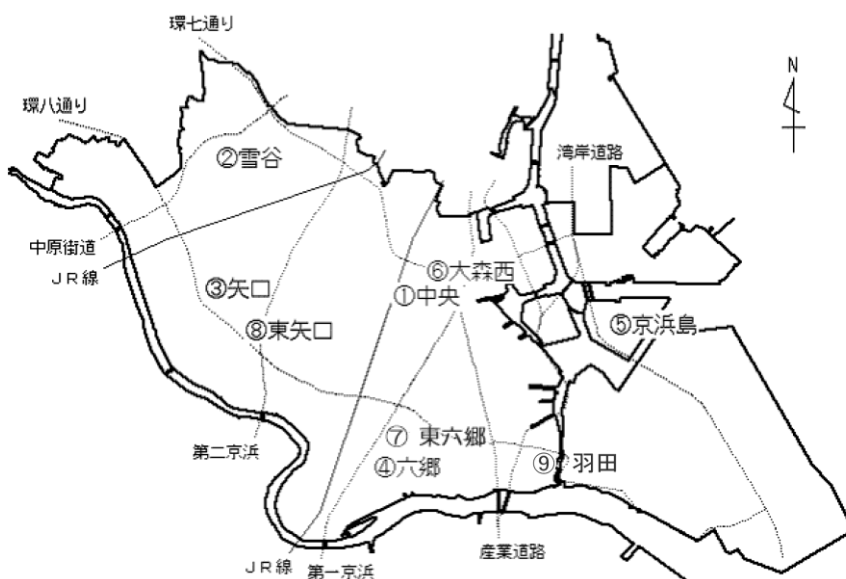 環七通り
N
環八通り
湾岸道路
②雪谷
中原街道
JR線
⑥大森西
③矢口
①中央
⑧東矢口
⑤京浜島
⑦ 東六郷
第二京浜
④六郷
⑨ 羽田
産業道路
JR線
第一京浜